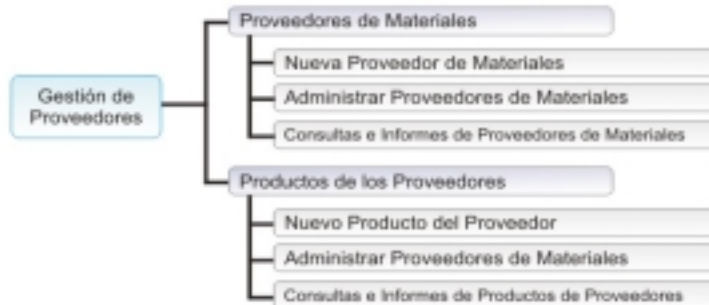 Proveedores de Materiales
Nueva Proveedor de Materiales
Gestión de
Proveedores
Administrar Proveedores de Materiales
Consultas e Informes de Proveedores de Materiales
Productos de los Proveedores
Nuevo Producto del Proveedor
Administrar Proveedores de Materiales
Consultas e Informes de Productos de Proveedores